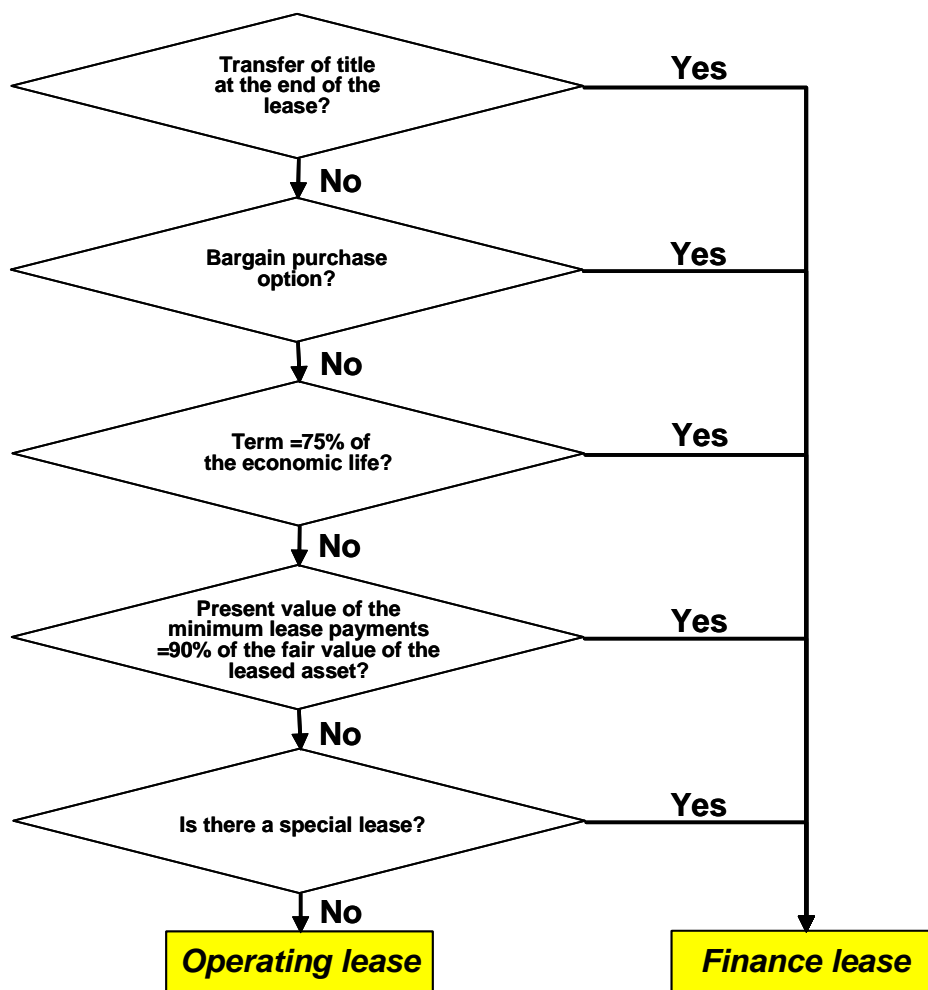 Transfer of title
at the end of the
lease?
Yes
No
Bargain purchase
option?
Yes
No
Term =75% of
the economic life?
Yes
No
Present value of the
minimum lease payments
=90% of the fair value of the
leased asset?
Yes
No
Is there a special lease?
Yes
No
Operating lease
Finance lease